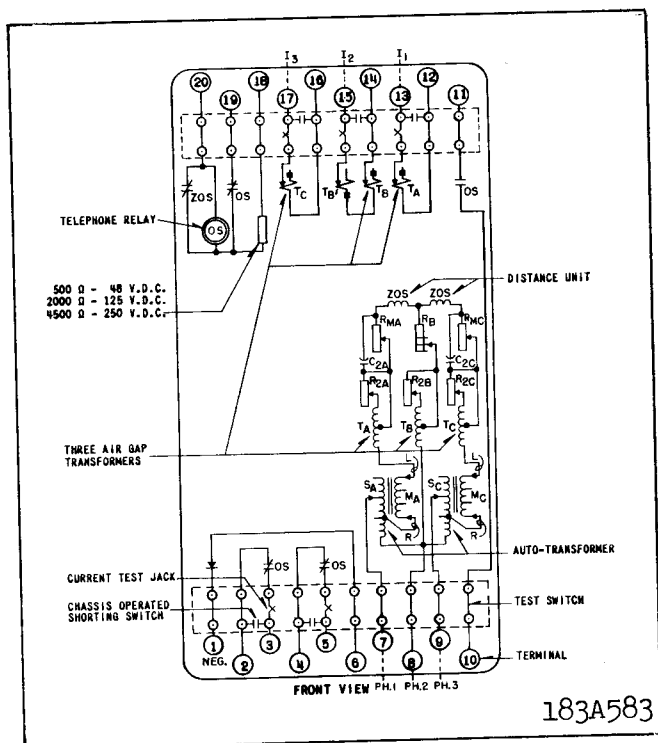 I3 I2 I1
20 19 18 17 16 15 14 13 12 11
ZOS OS TC TB TB TA OS
TELEPHONE RELAY
OS
500 Ω - 48 V.D.C.
2000 Ω - 125 V.D.C.
4500 Ω - 250 V.D.C.
ZOS ZOS
DISTANCE UNIT
RMA RB RMC
C2A C2C
R2A R2B R2C
TA TB TC
THREE AIR GAP
TRANSFORMERS
L L
SA MA SC MC
R R
AUTO-TRANSFORMER
OS OS
CURRENT TEST JACK
CHASSIS OPERATED
SHORTING SWITCH
TEST SWITCH
1 2 3 4 5 6 7 8 9 10
NEG.
TERMINAL
FRONT VIEW PH.1 PH.2 PH.3
183A583